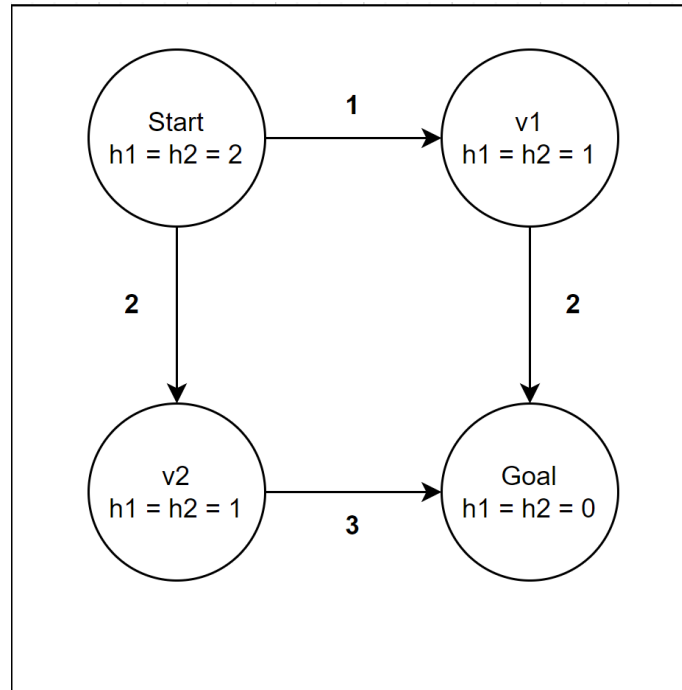 Start
h1 = h2 = 2
1
v1
h1 = h2 = 1
2
2
v2
h1 = h2 = 1
3
Goal
h1 = h2 = 0